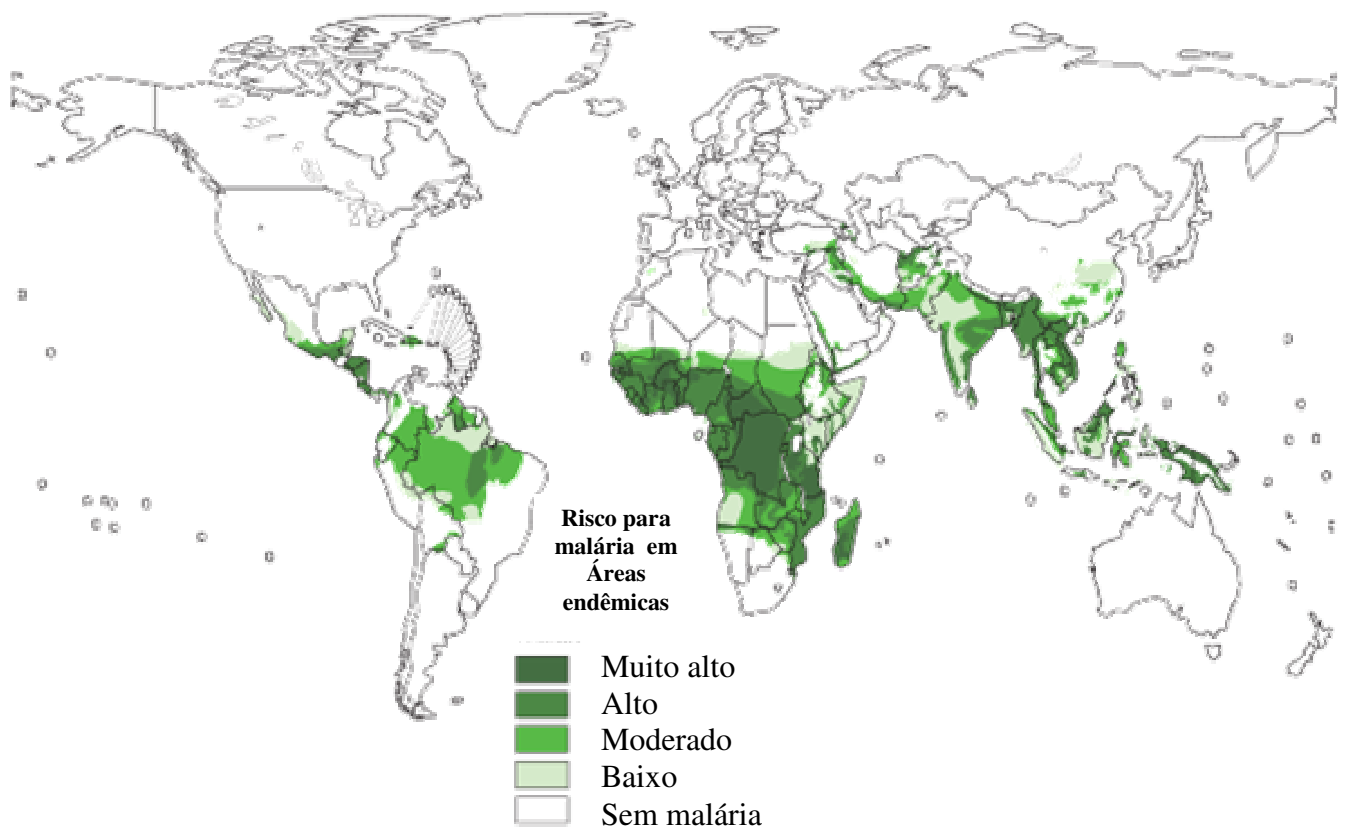 Risco para
malária em
Áreas
endêmicas
Muito alto
Alto
Moderado
Baixo
Sem malária